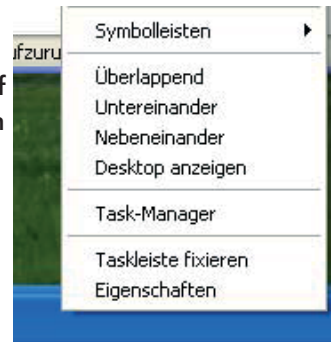 Symbolleisten
Überlappend
Untereinander
Nebeneinander
Desktop anzeigen
Task-Manager
Taskleiste fixieren
Eigenschaften